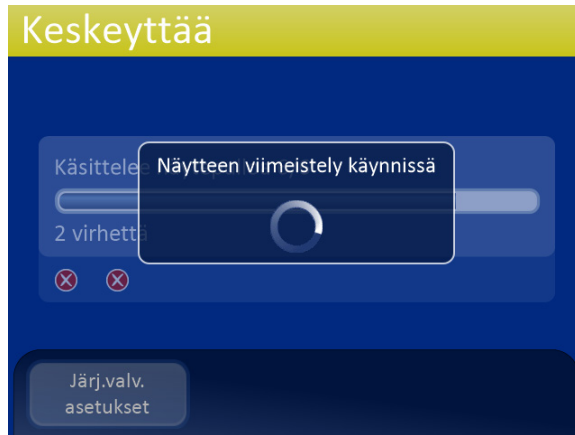 Keskeyttää
Käsittelee
Näytteen viimeistely käynnissä
2 virhettä
Järj.valv.
asetukset